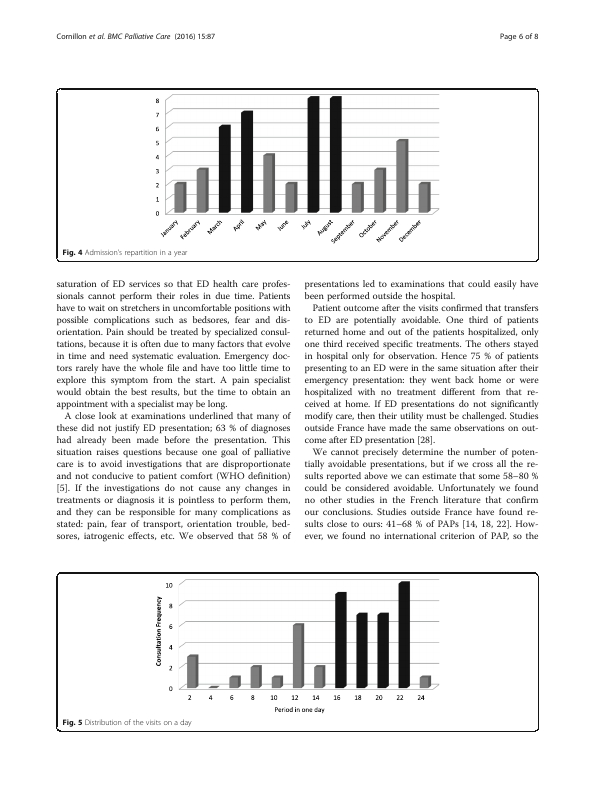 Cornillon et al. BMC Palliative Care (2016) 15:87
Page 6 of 8
8
7
6
5
4
3
2
1
0
January
February
March
April
May
June
July
August
September
October
November
December
Fig. 4 Admission's repartition in a year
saturation of ED services so that ED health care profes-
sionals cannot perform their roles in due time. Patients
have to wait on stretchers in uncomfortable positions with
possible complications such as bedsores, fear and dis-
orientation. Pain should be treated by specialized consul-
tations, because it is often due to many factors that evolve
in time and need systematic evaluation. Emergency doc-
tors rarely have the whole file and have too little time to
explore this symptom from the start. A pain specialist
would obtain the best results, but the time to obtain an
appointment with a specialist may be long.
A close look at examinations underlined that many of
these did not justify ED presentation; 63 % of diagnoses
had already been made before the presentation. This
situation raises questions because one goal of palliative
care is to avoid investigations that are disproportionate
and not conducive to patient comfort (WHO definition)
[5]. If the investigations do not cause any changes in
treatments or diagnosis it is pointless to perform them,
and they can be responsible for many complications as
stated: pain, fear of transport, orientation trouble, bed-
sores, iatrogenic effects, etc. We observed that 58 % of
presentations led to examinations that could easily have
been performed outside the hospital.
Patient outcome after the visits confirmed that transfers
to ED are potentially avoidable. One third of patients
returned home and out of the patients hospitalized, only
one third received specific treatments. The others stayed
in hospital only for observation. Hence 75 % of patients
presenting to an ED were in the same situation after their
emergency presentation: they went back home or were
hospitalized with no treatment different from that re-
ceived at home. If ED presentations do not significantly
modify care, then their utility must be challenged. Studies
outside France have made the same observations on out-
come after ED presentation [28].
We cannot precisely determine the number of poten-
tially avoidable presentations, but if we cross all the re-
sults reported above we can estimate that some 58–80 %
could be considered avoidable. Unfortunately we found
no other studies in the French literature that confirm
our conclusions. Studies outside France have found re-
sults close to ours: 41–68 % of PAPs [14, 18, 22]. How-
ever, we found no international criterion of PAP, so the
Consultation Frequency
10
8
6
4
2
0
2
4
6
8
10
12
14
16
18
20
22
24
Period in one day
Fig. 5 Distribution of the visits on a day